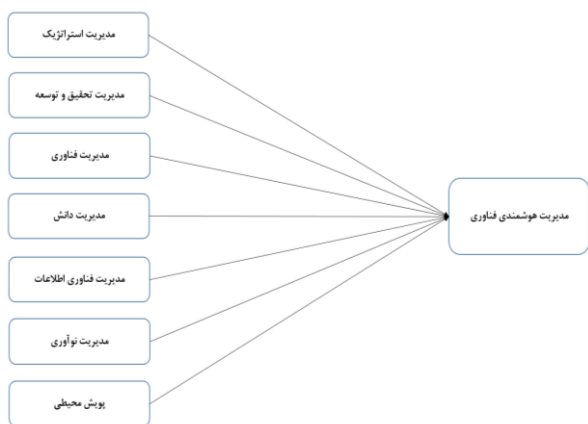 مدیریت استراتژیک
مدیریت تحقیق و توسعه
مدیریت فناوری
مدیریت دانش
مدیریت فناوری اطلاعات
مدیریت نوآوری
پویش محیطی
مدیریت هوشمندی فناوری